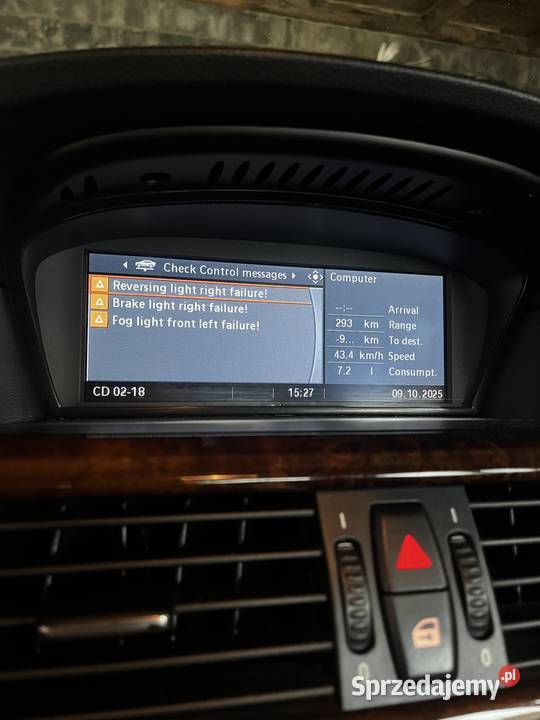 Check Control messages
Reversing light right failure!
Brake light right failure!
Fog light front left failure!
Computer
--:-- Arrival
293 km Range
-9... km To dest.
43.4 km/h Speed
7.2 l Consumpt.
CD 02-18
15:27
09.10.2025
Sprzedajemy.pl